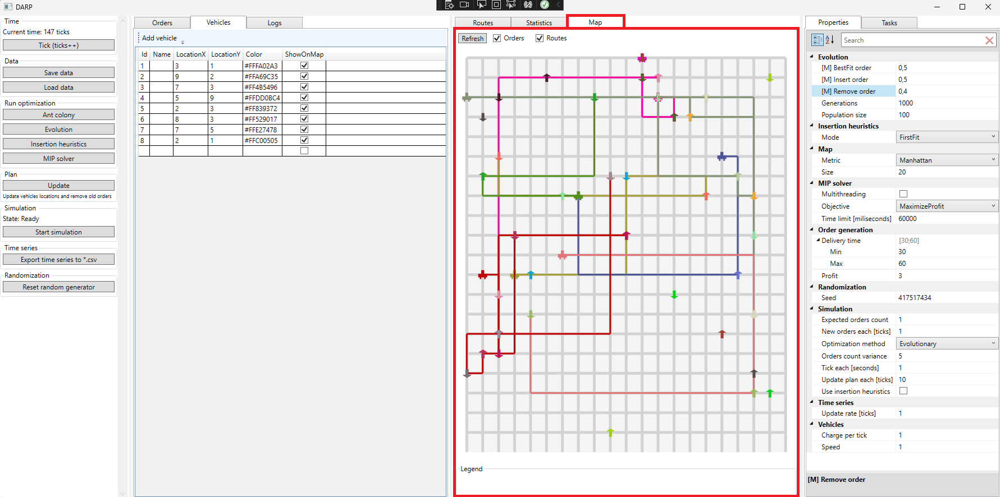 DARP
Time
Current time: 147 ticks
Tick (ticks++)
Data
Save data
Load data
Run optimization
Ant colony
Evolution
Insertion heuristics
MIP solver
Plan
Update
Update vehicles locations and remove old orders
Simulation
State: Ready
Start simulation
Time series
Export time series to *.csv
Randomization
Reset random generator
Orders Vehicles Logs
Add vehicle
Id Name LocationX LocationY Color ShowOnMap
1 3 1 #FFFA02A3
2 9 2 #FFA69C35
3 7 3 #FF4B5496
4 5 9 #FFDD0BC4
5 2 3 #FF839372
6 8 3 #FF529017
7 7 5 #FFE27478
8 2 1 #FFC00505
Routes Statistics Map
Refresh Orders Routes
Legend
Properties Tasks
Search
Evolution
[M] BestFit order 0,5
[M] Insert order 0,5
[M] Remove order 0,4
Generations 1000
Population size 100
Insertion heuristics
Mode FirstFit
Map
Metric Manhattan
Size 20
MIP solver
Multithreading
Objective MaximizeProfit
Time limit [miliseconds] 60000
Order generation
Delivery time [30;60]
Min 30
Max 60
Profit 3
Randomization
Seed 417517434
Simulation
Expected orders count 1
New orders each [ticks] 1
Optimization method Evolutionary
Orders count variance 5
Tick each [seconds] 1
Update plan each [ticks] 10
Use insertion heuristics
Time series
Update rate [ticks] 1
Vehicles
Charge per tick 1
Speed 1
[M] Remove order